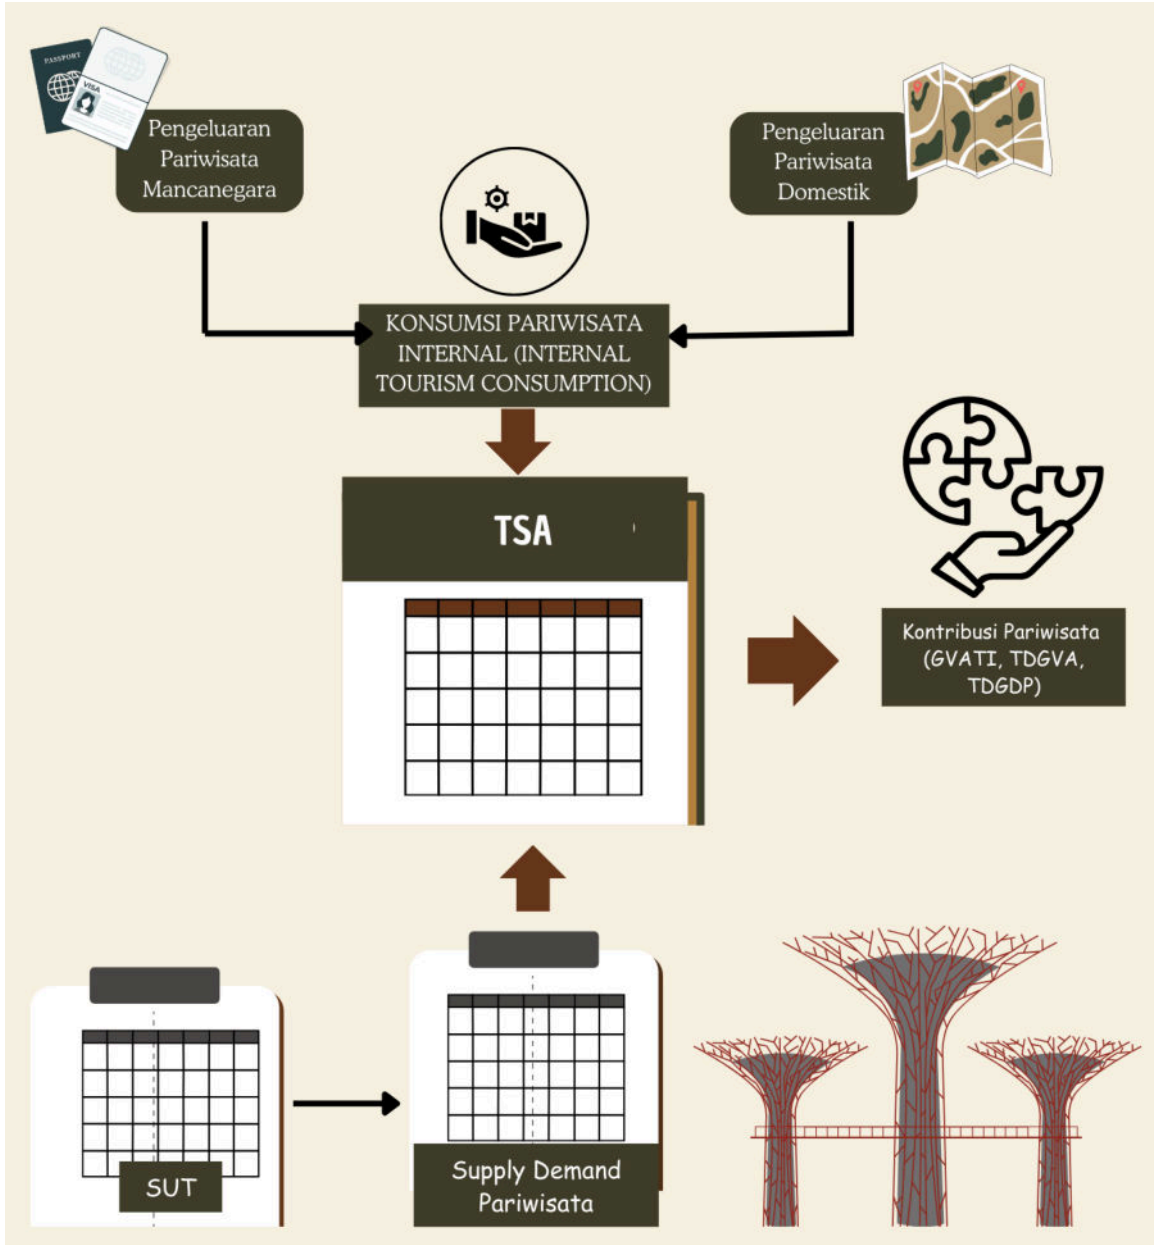 PASSPORT
VISA
Pengeluaran
Pariwisata
Mancanegara
Pengeluaran
Pariwisata
Domestik
KONSUMSI PARIWISATA
INTERNAL (INTERNAL
TOURISM CONSUMPTION)
TSA
Kontribusi Pariwisata
(GVATI, TDGVA,
TDGDP)
SUT
Supply Demand
Pariwisata